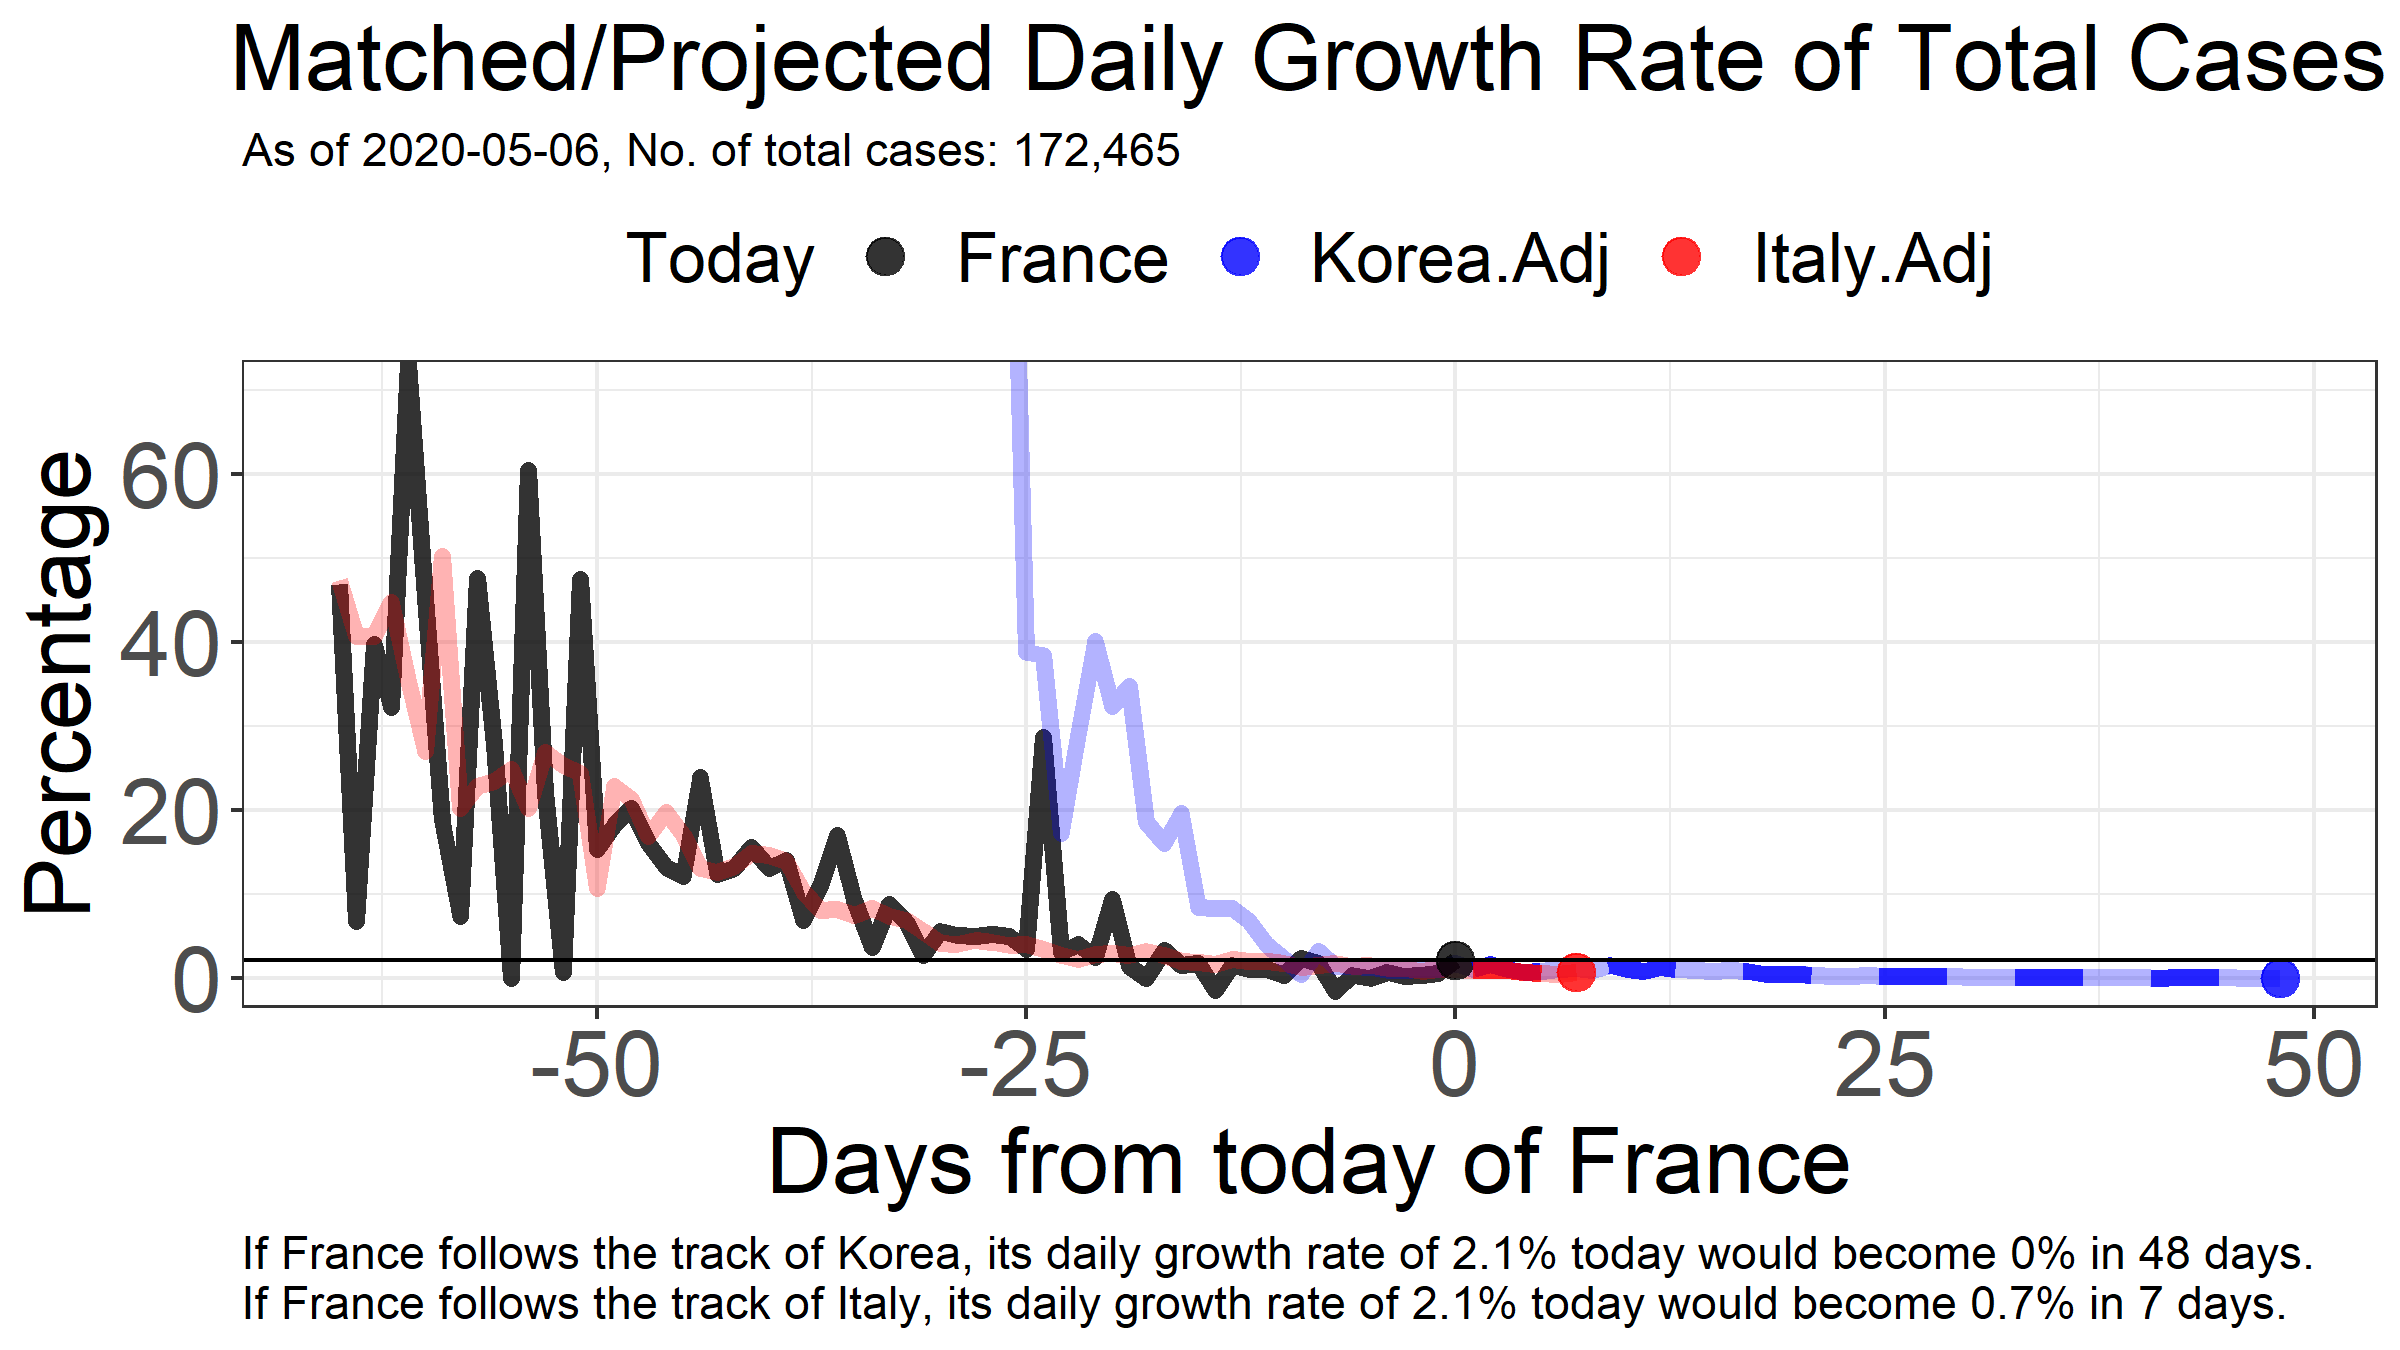 Matched/Projected Daily Growth Rate of Total Cases
As of 2020-05-06, No. of total cases: 172,465
Today France Korea.Adj Italy.Adj
Percentage
60
40
20
0
-50 -25 0 25 50
Days from today of France
If France follows the track of Korea, its daily growth rate of 2.1% today would become 0% in 48 days.
If France follows the track of Italy, its daily growth rate of 2.1% today would become 0.7% in 7 days.